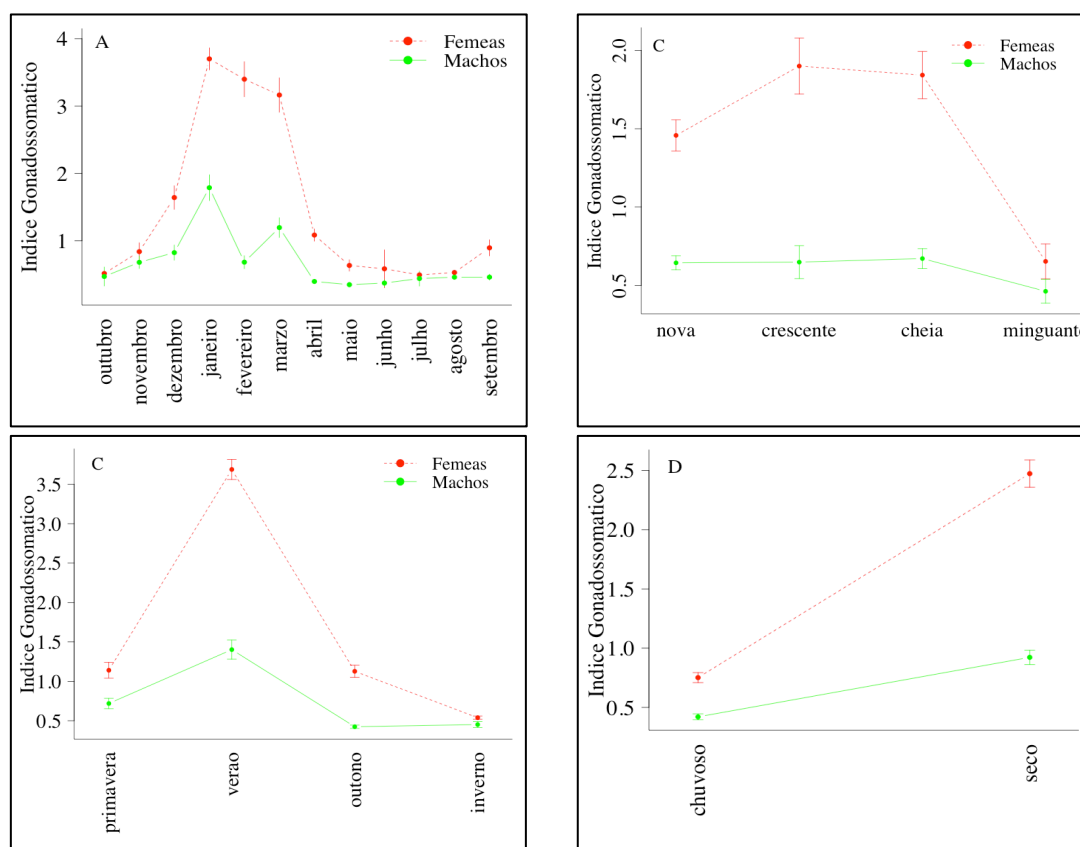 A
Femeas
Machos
Indice Gonadossomatico
4
3
2
1
outubro
novembro
dezembro
janeiro
fevereiro
marzo
abril
maio
junho
julho
agosto
setembro
C
Femeas
Machos
Indice Gonadossomatico
2.0
1.5
1.0
0.5
nova
crescente
cheia
minguante
C
Femeas
Machos
Indice Gonadossomatico
3.5
3.0
2.5
2.0
1.5
1.0
0.5
primavera
verao
outono
inverno
D
Indice Gonadossomatico
2.5
2.0
1.5
1.0
0.5
chuvoso
seco